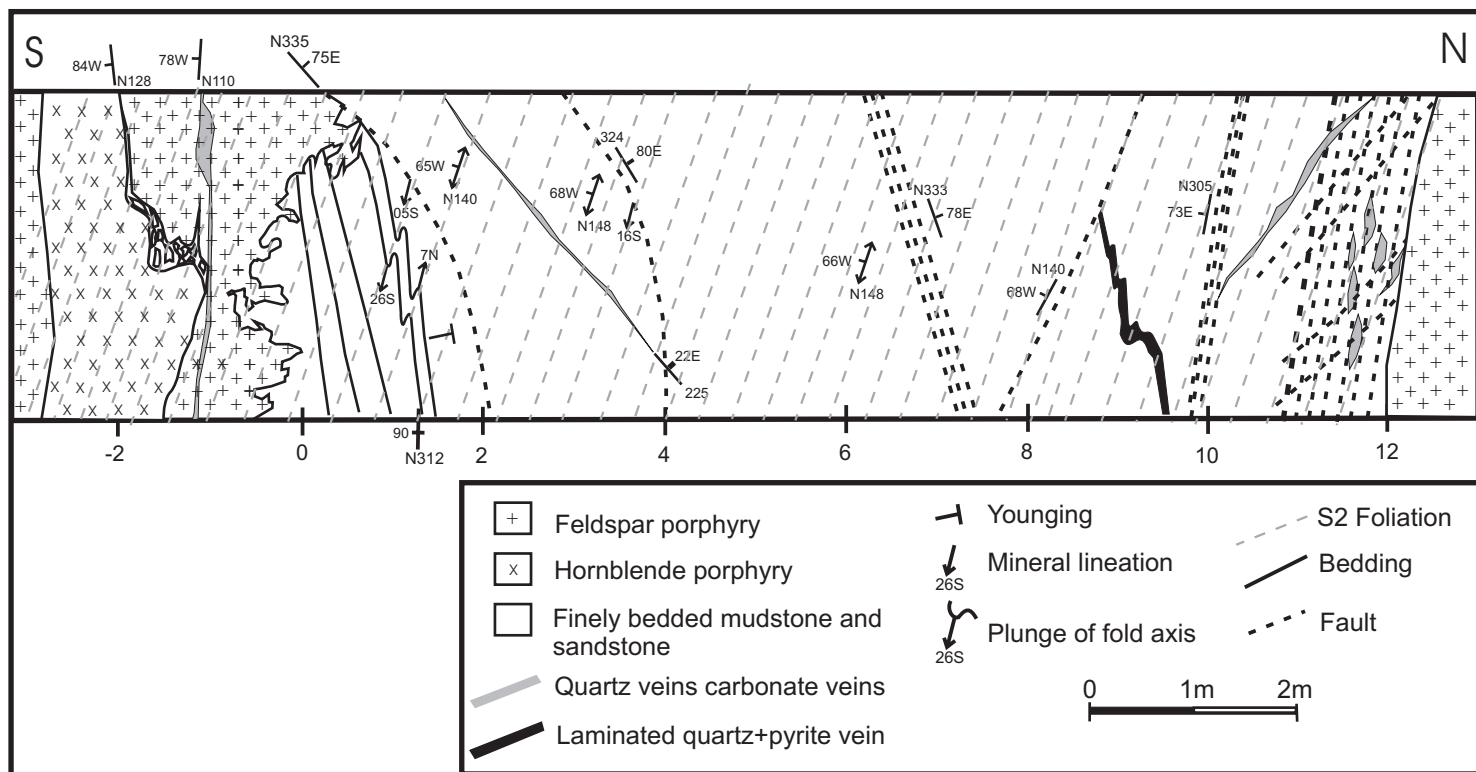 S
N
84W
N128
78W
N110
N335
75E
65W
N140
05S
26S
7N
68W
N148
16S
324
80E
22E
225
66W
N148
N333
78E
N140
68W
N305
73E
-2
0
90
N312
2
4
6
8
10
12
+ Feldspar porphyry
x Hornblende porphyry
Finely bedded mudstone and
sandstone
Quartz veins carbonate veins
Laminated quartz+pyrite vein
Younging
Mineral lineation
26S
Plunge of fold axis
26S
S2 Foliation
Bedding
Fault
0 1m 2m